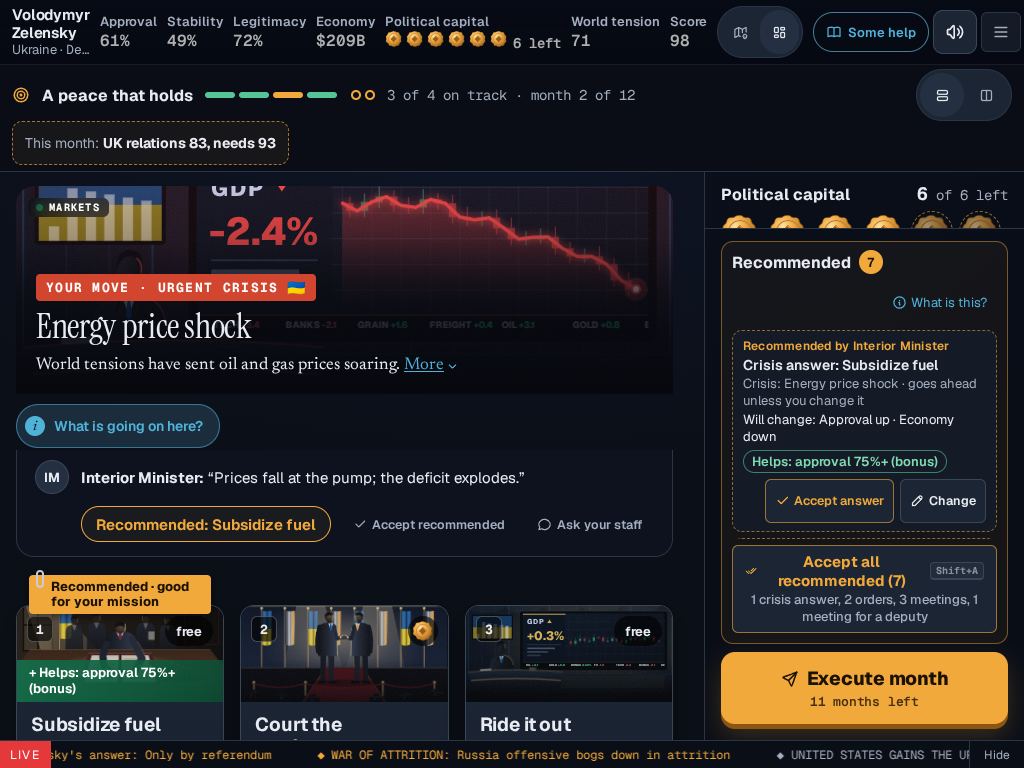 Volodymyr Zelensky
Ukraine · De…
Approval 61%
Stability 49%
Legitimacy 72%
Economy $209B
Political capital 6 left
World tension 71
Score 98
Some help
A peace that holds
3 of 4 on track · month 2 of 12
This month: UK relations 83, needs 93
MARKETS
GDP
-2.4%
BANKS -2.1 GRAIN +1.6 FREIGHT +0.4 OIL +3.1 GOLD +0.8
YOUR MOVE · URGENT CRISIS
Energy price shock
World tensions have sent oil and gas prices soaring. More
What is going on here?
IM
Interior Minister: “Prices fall at the pump; the deficit explodes.”
Recommended: Subsidize fuel
Accept recommended
Ask your staff
Recommended · good
for your mission
1
free
+ Helps: approval 75%+
(bonus)
Subsidize fuel
2
Court the
3
GDP
+0.3%
free
Ride it out
Political capital
6 of 6 left
Recommended 7
What is this?
Recommended by Interior Minister
Crisis answer: Subsidize fuel
Crisis: Energy price shock · goes ahead
unless you change it
Will change: Approval up · Economy
down
Helps: approval 75%+ (bonus)
Accept answer
Change
Accept all
recommended (7)
Shift+A
1 crisis answer, 2 orders, 3 meetings, 1
meeting for a deputy
Execute month
11 months left
LIVE
sky's answer: Only by referendum ◆ WAR OF ATTRITION: Russia offensive bogs down in attrition ◆ UNITED STATES GAINS THE
Hide